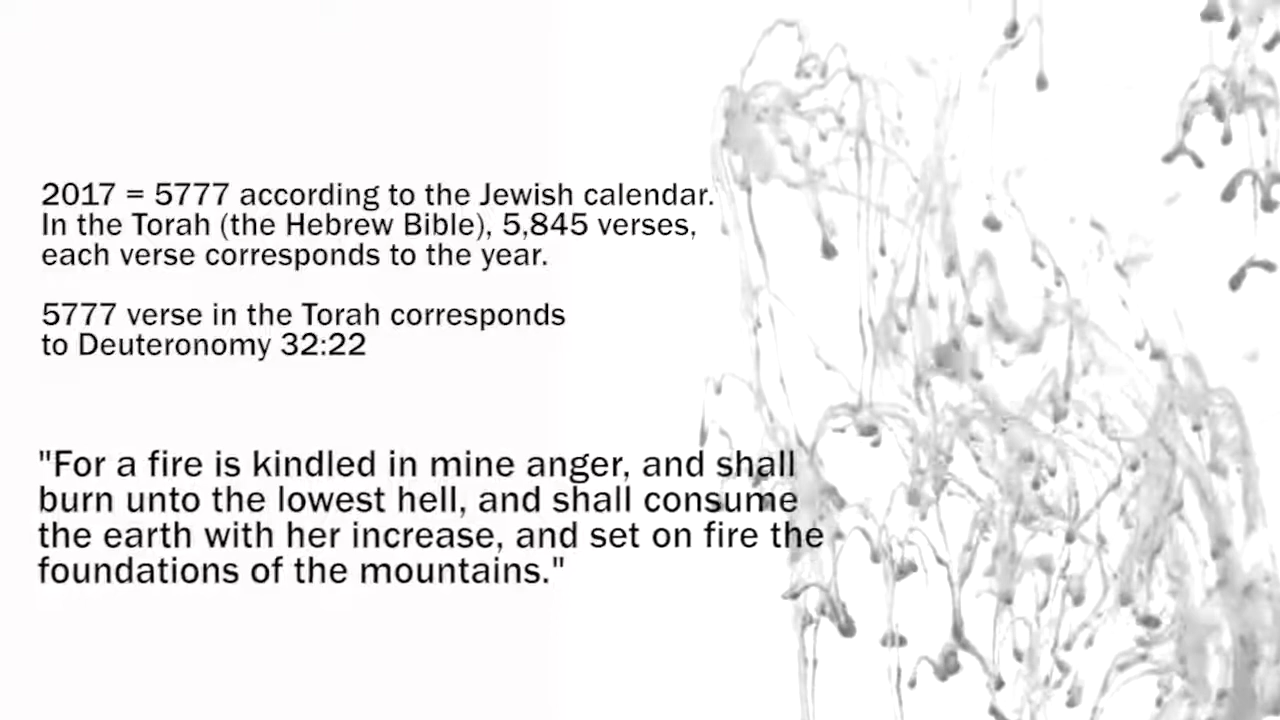 2017 = 5777 according to the Jewish calendar.
In the Torah (the Hebrew Bible), 5,845 verses,
each verse corresponds to the year.
5777 verse in the Torah corresponds
to Deuteronomy 32:22
"For a fire is kindled in mine anger, and shall
burn unto the lowest hell, and shall consume
the earth with her increase, and set on fire the
foundations of the mountains."